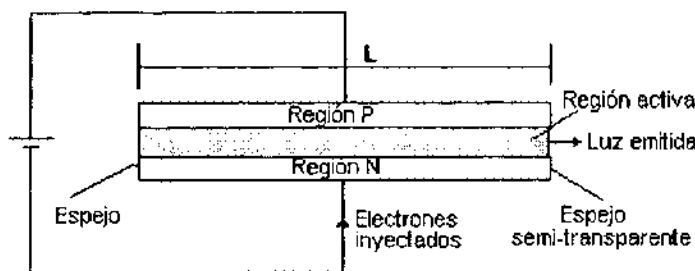 L
Región P
Región activa
Luz emitida
Región N
Espejo
Electrones
inyectados
Espejo
semi-transparente